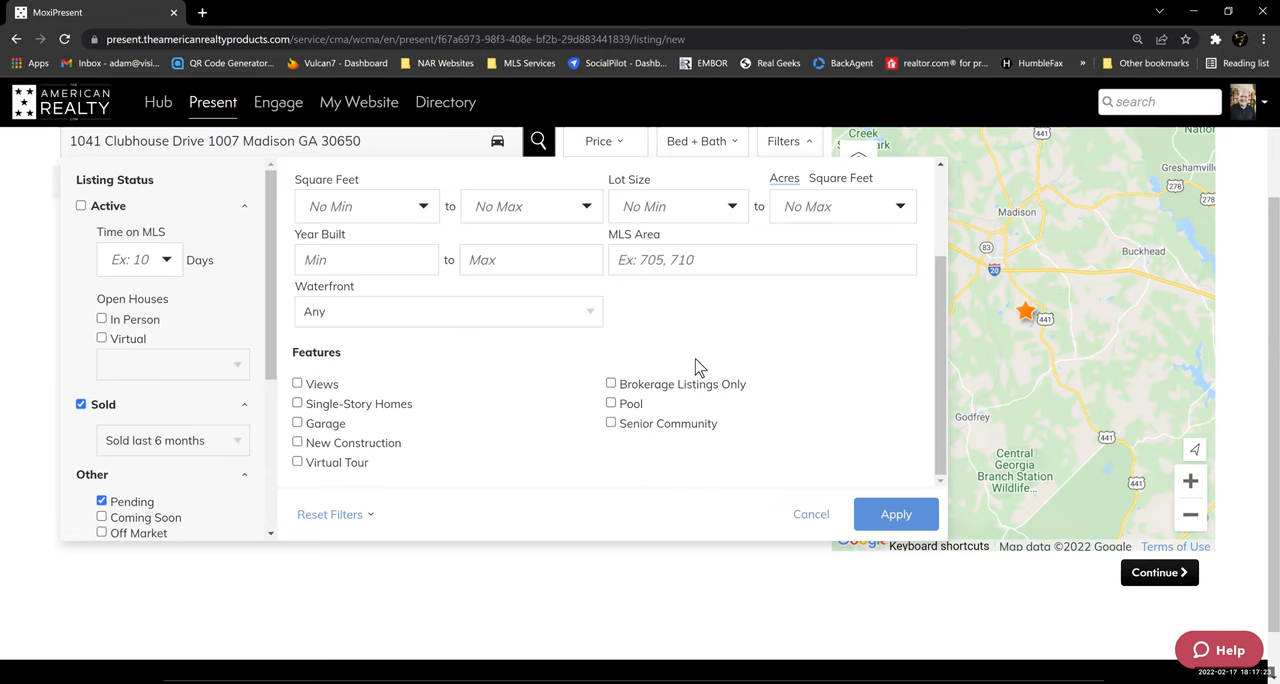 MoxiPresent
present.theamericanrealtyproducts.com/service/cma/wcma/en/present/f67a6973-98f3-408e-bf2b-29d883441839/listing/new
Apps Inbox - adam@visi... QR Code Generator... Vulcan7 - Dashboard NAR Websites MLS Services SocialPilot - Dashb... EMBOR Real Geeks BackAgent realtor.com® for pr... HumbleFax » Other bookmarks Reading list
AMERICAN REALTY Hub Present Engage My Website Directory search
1041 Clubhouse Drive 1007 Madison GA 30650 Price Bed + Bath Filters
Listing Status
Active
Time on MLS
Ex: 10 Days
Open Houses
In Person
Virtual
Sold
Sold last 6 months
Other
Pending
Coming Soon
Off Market
Square Feet Lot Size Acres Square Feet
No Min to No Max No Min to No Max
Year Built MLS Area
Min to Max Ex: 705, 710
Waterfront
Any
Features
Views
Single-Story Homes
Garage
New Construction
Virtual Tour
Brokerage Listings Only
Pool
Senior Community
Reset Filters Cancel Apply
Creek
441
Greshamville
278
278
Madison
83
Buckhead
20
441
Godfrey
441
Central
Georgia
Branch Station
Wildlife...
441
441
Google Keyboard shortcuts Map data ©2022 Google Terms of Use
Continue
Help
2022-02-17 18:17:23